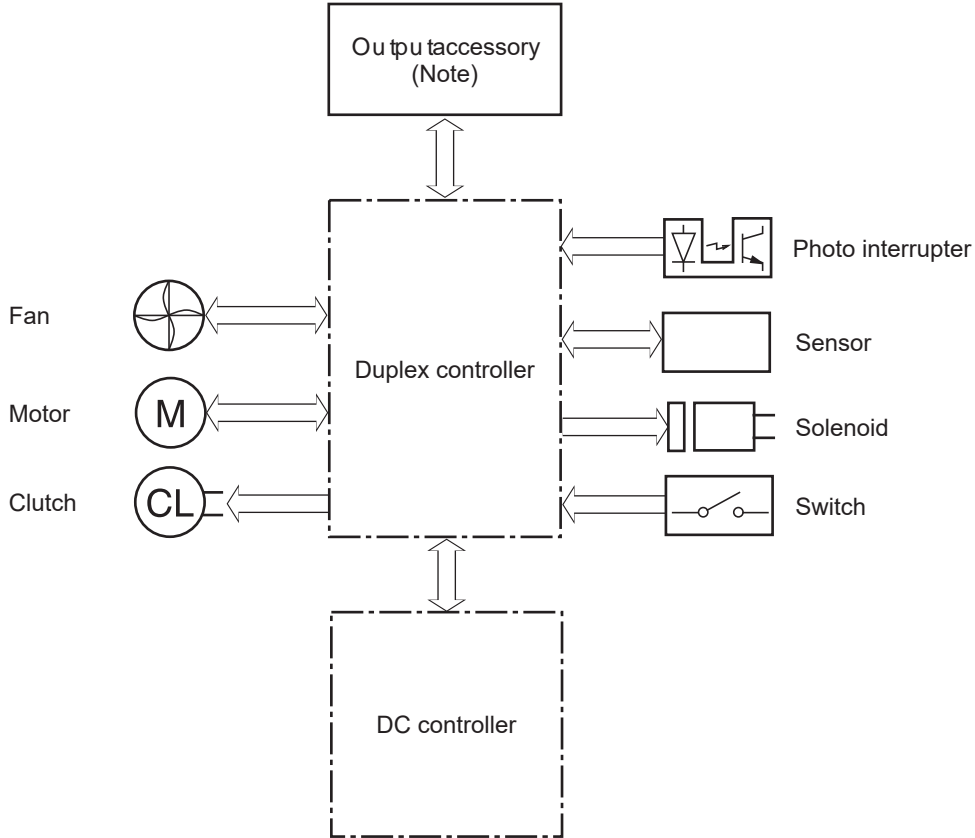 Ou tpu taccessory
(Note)
Photo interrupter
Fan
Duplex controller
Sensor
Motor
M
Solenoid
Clutch
CL
Switch
DC controller